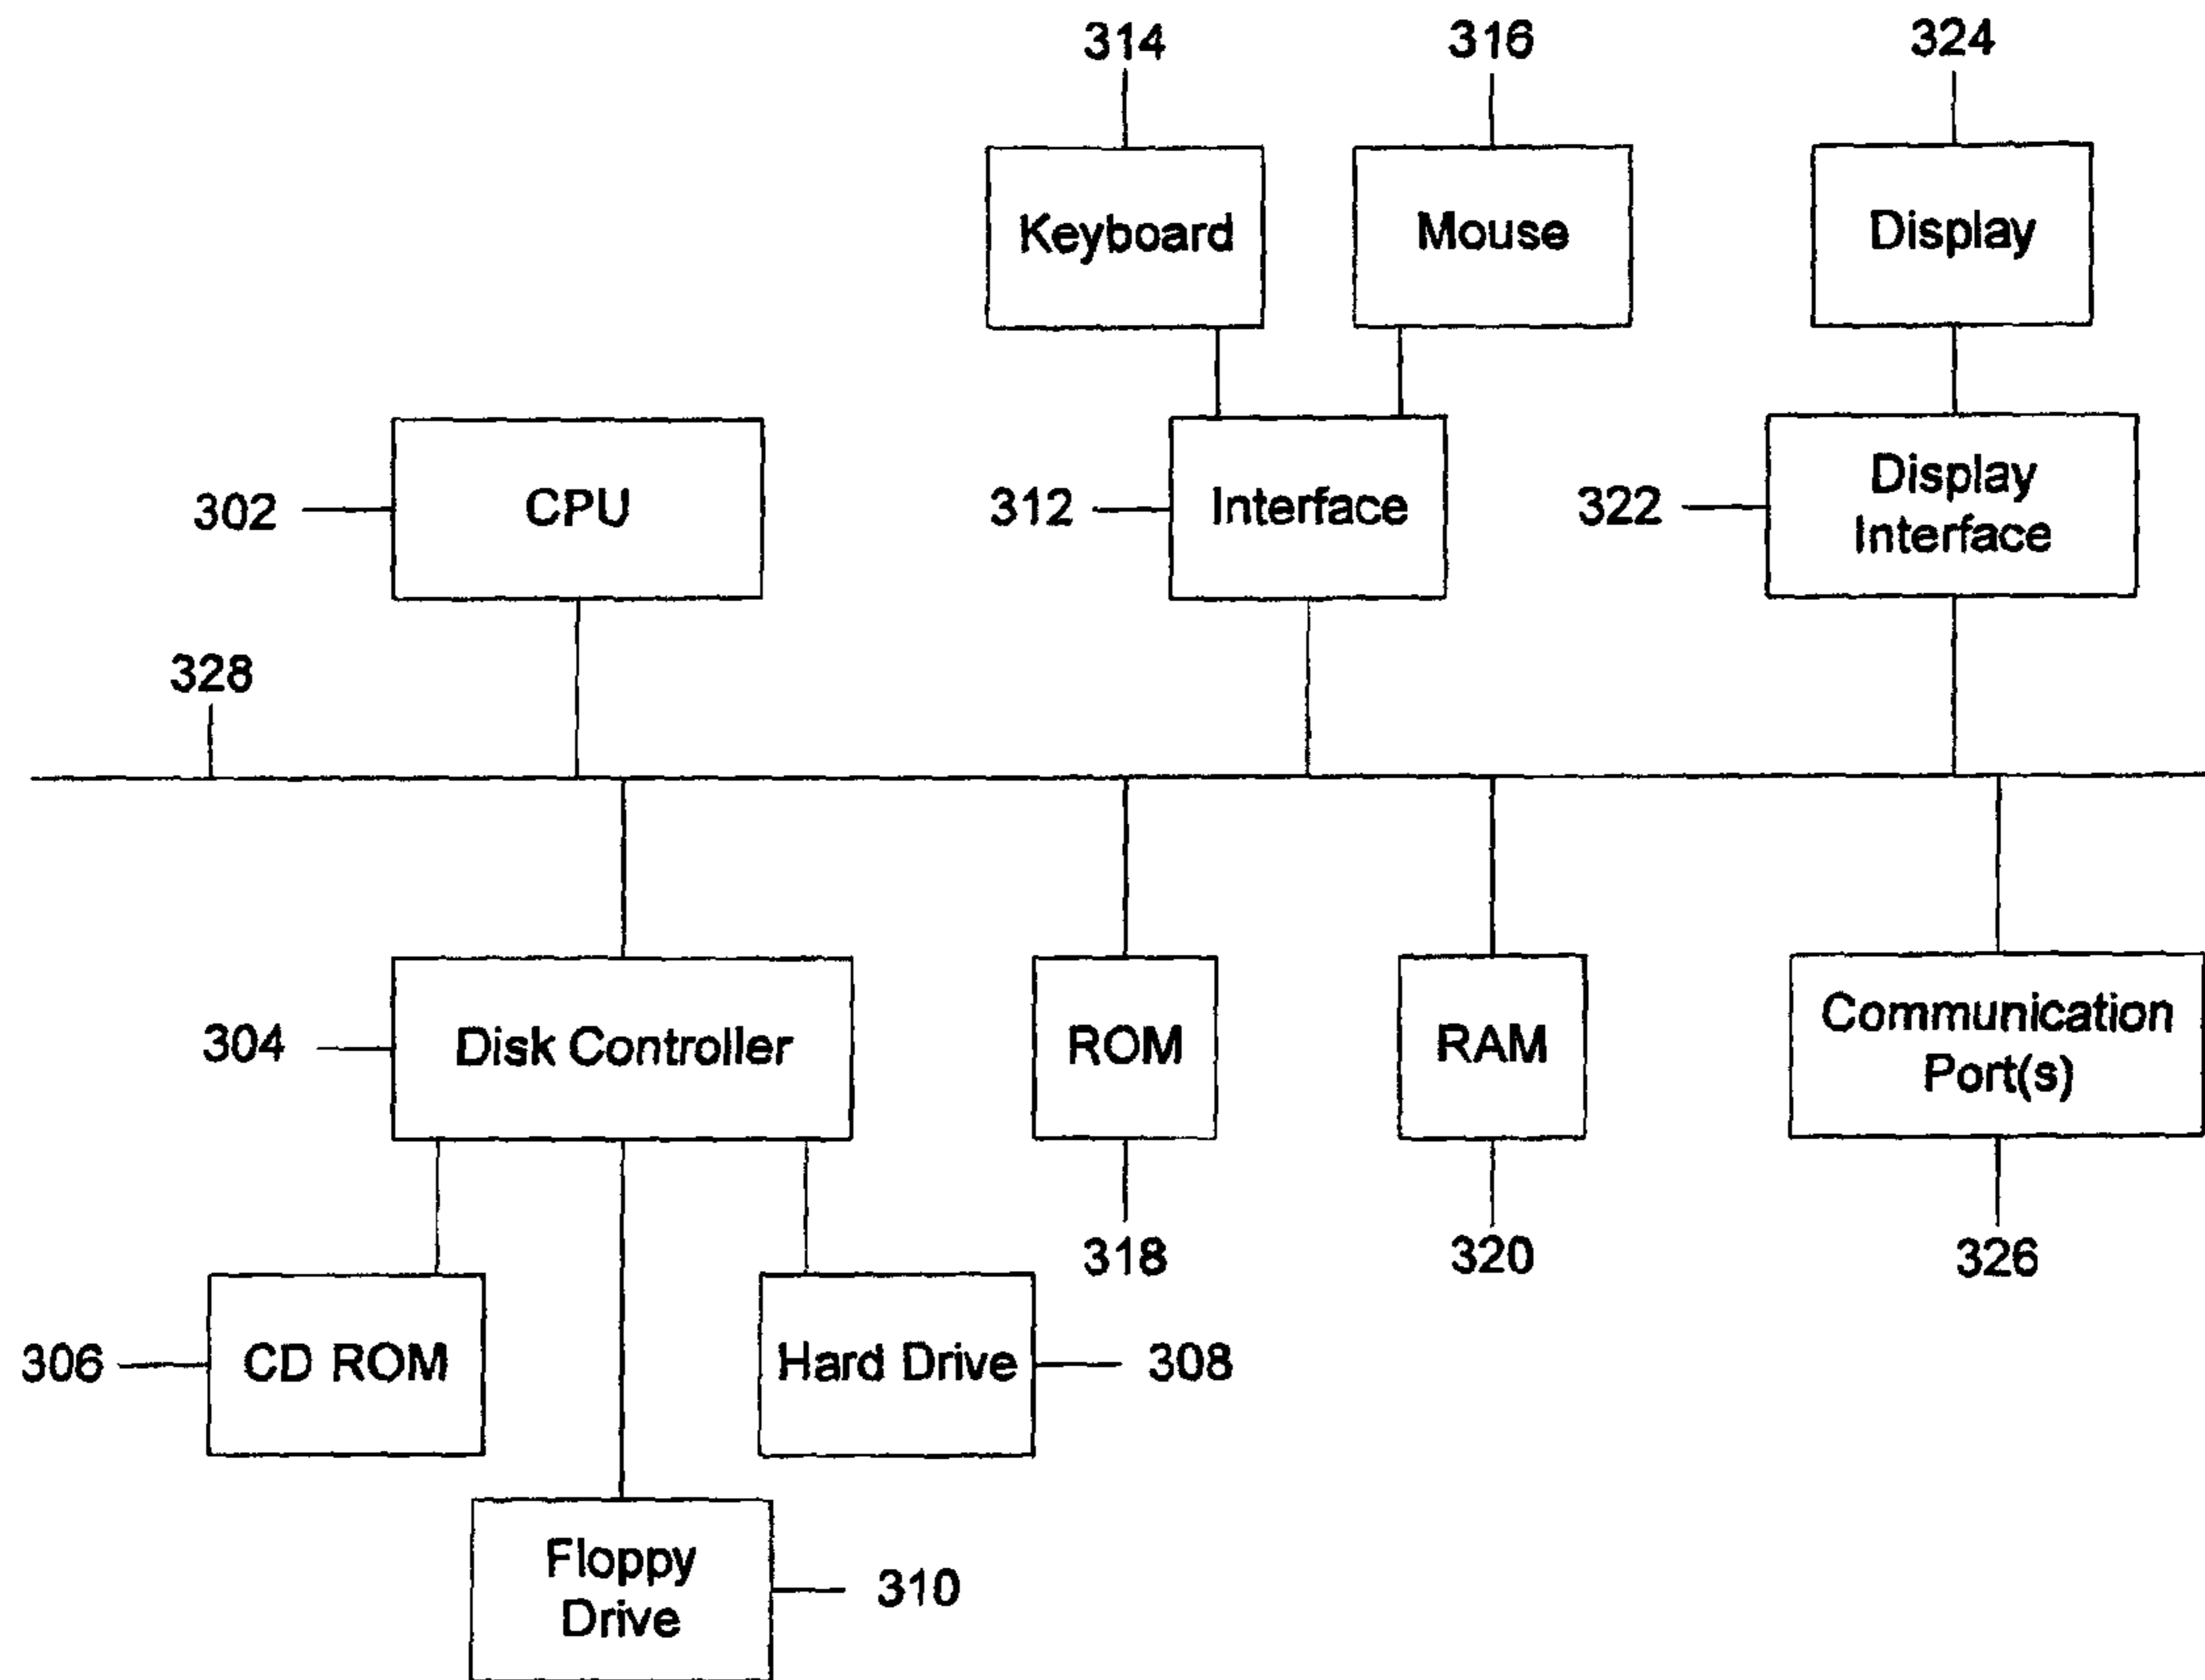 314
316
324
Keyboard
Mouse
Display
302
CPU
312
Interface
322
Display
Interface
328
304
Disk Controller
ROM
RAM
Communication
Port(s)
318
320
326
306
CD ROM
Hard Drive
308
Floppy
Drive
310